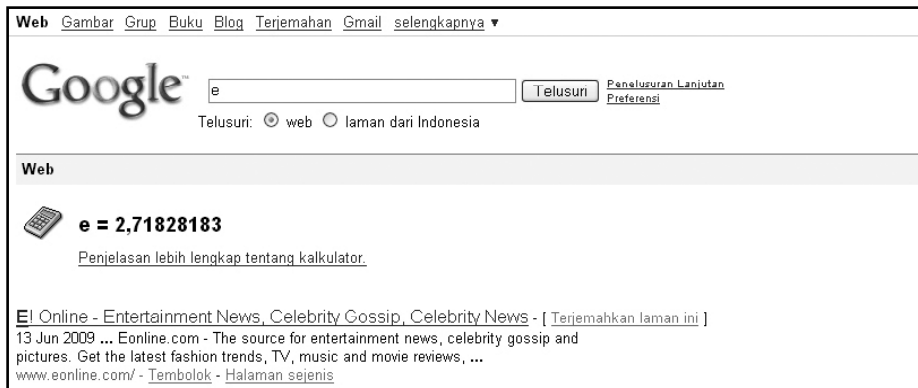 Web Gambar Grup Buku Blog Terjemahan Gmail selengkapnya ▼
Google™ e Telusuri Penelusuran Lanjutan
Preferensi
Telusuri: web laman dari Indonesia
Web
e = 2,71828183
Penjelasan lebih lengkap tentang kalkulator.
E! Online - Entertainment News, Celebrity Gossip, Celebrity News - [ Terjemahkan laman ini ]
13 Jun 2009 ... Eonline.com - The source for entertainment news, celebrity gossip and
pictures. Get the latest fashion trends, TV, music and movie reviews, ...
www.eonline.com/ - Tembolok - Halaman sejenis